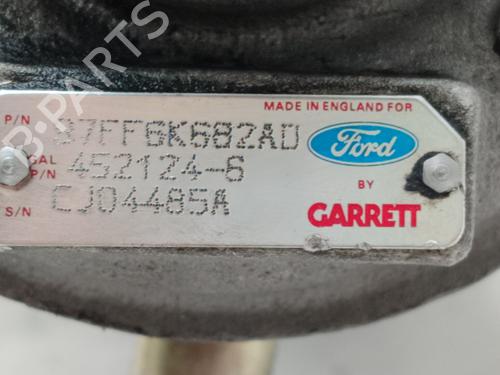 MADE IN ENGLAND FOR
P/N 97FF6K682AD
Ford
GAL P/N 452124-6
BY
S/N CJ04485A
GARRETT
B-PARTS